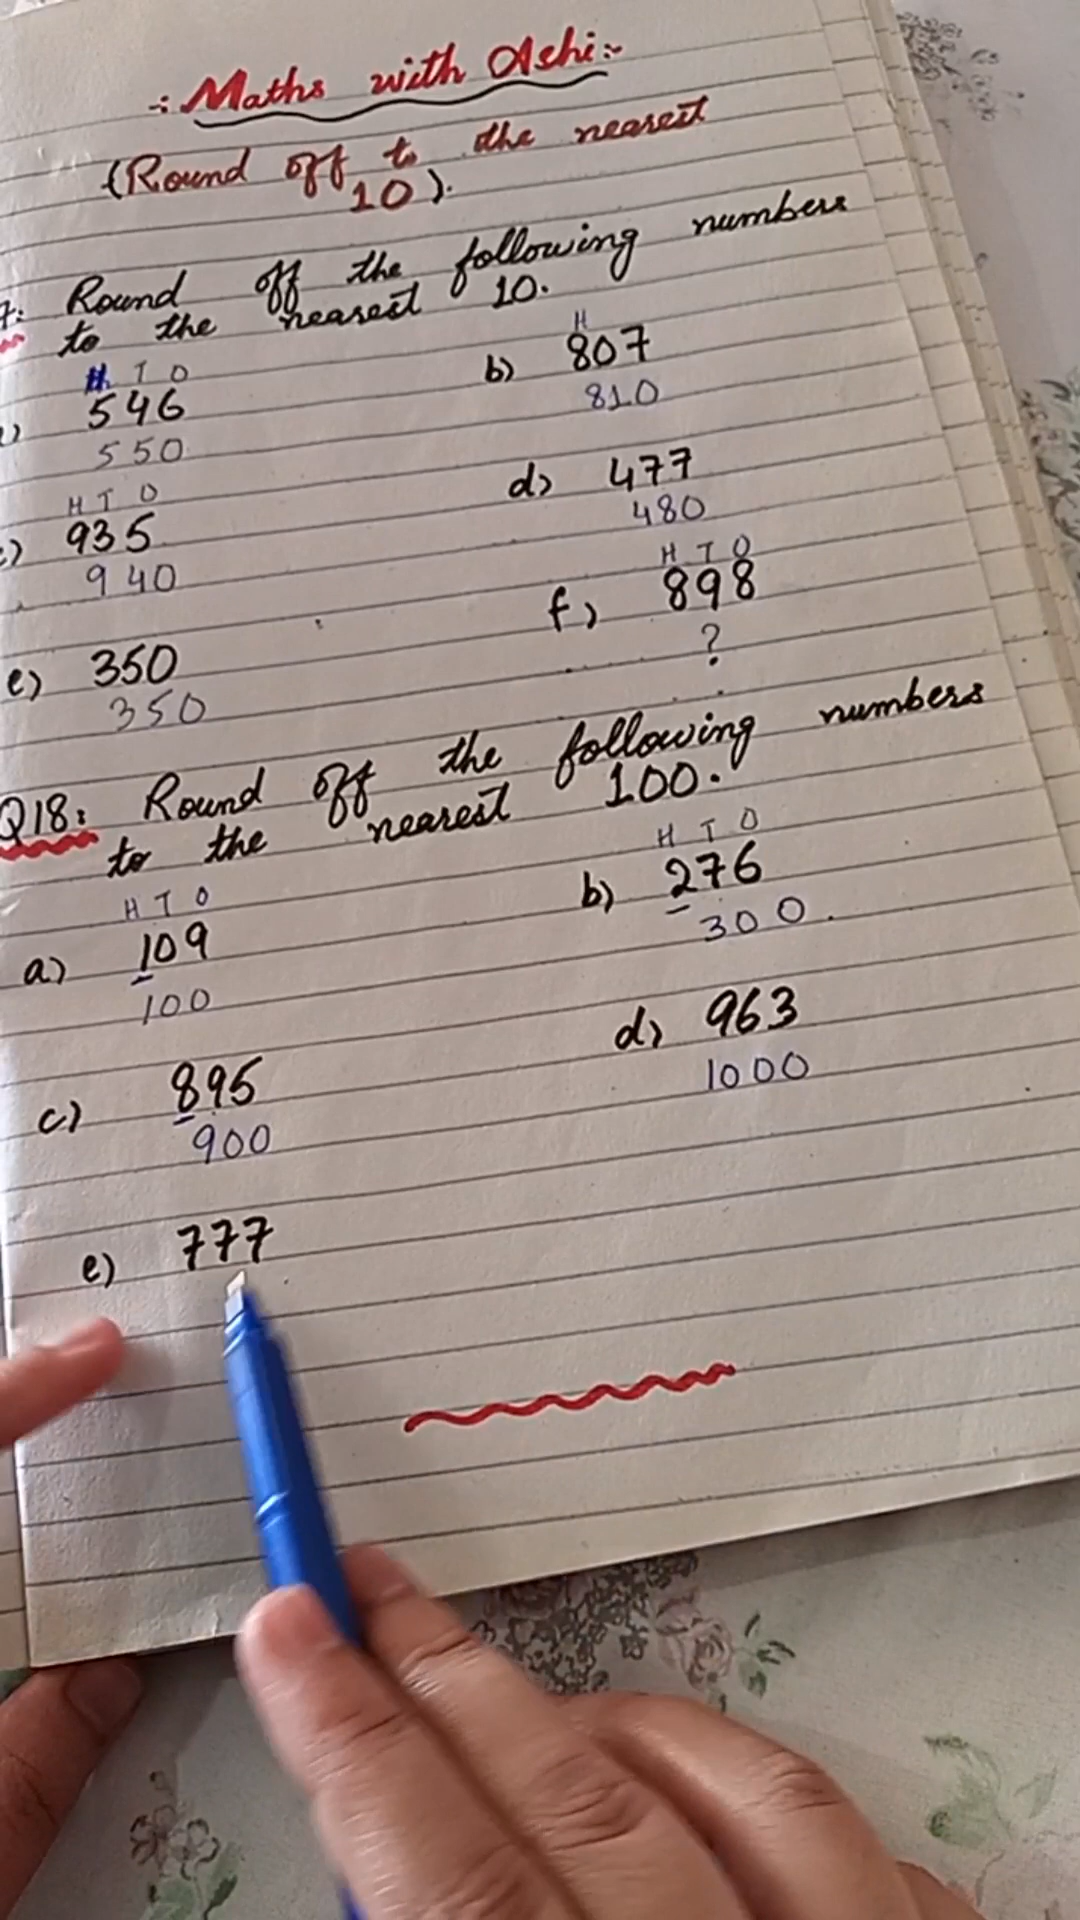 -: Maths with Ashi:-
(Round off to the nearest
10).
7: Round off the following numbers
to the nearest 10.
H T O
546
550
b) H
807
810
H T O
935
940
d) 477
480
e) 350
350
f) H T O
898
?
Q18: Round off the following numbers
to the nearest 100.
a) H T O
109
100
b) H T O
276
300.
c) 895
900
d) 963
1000
e) 777